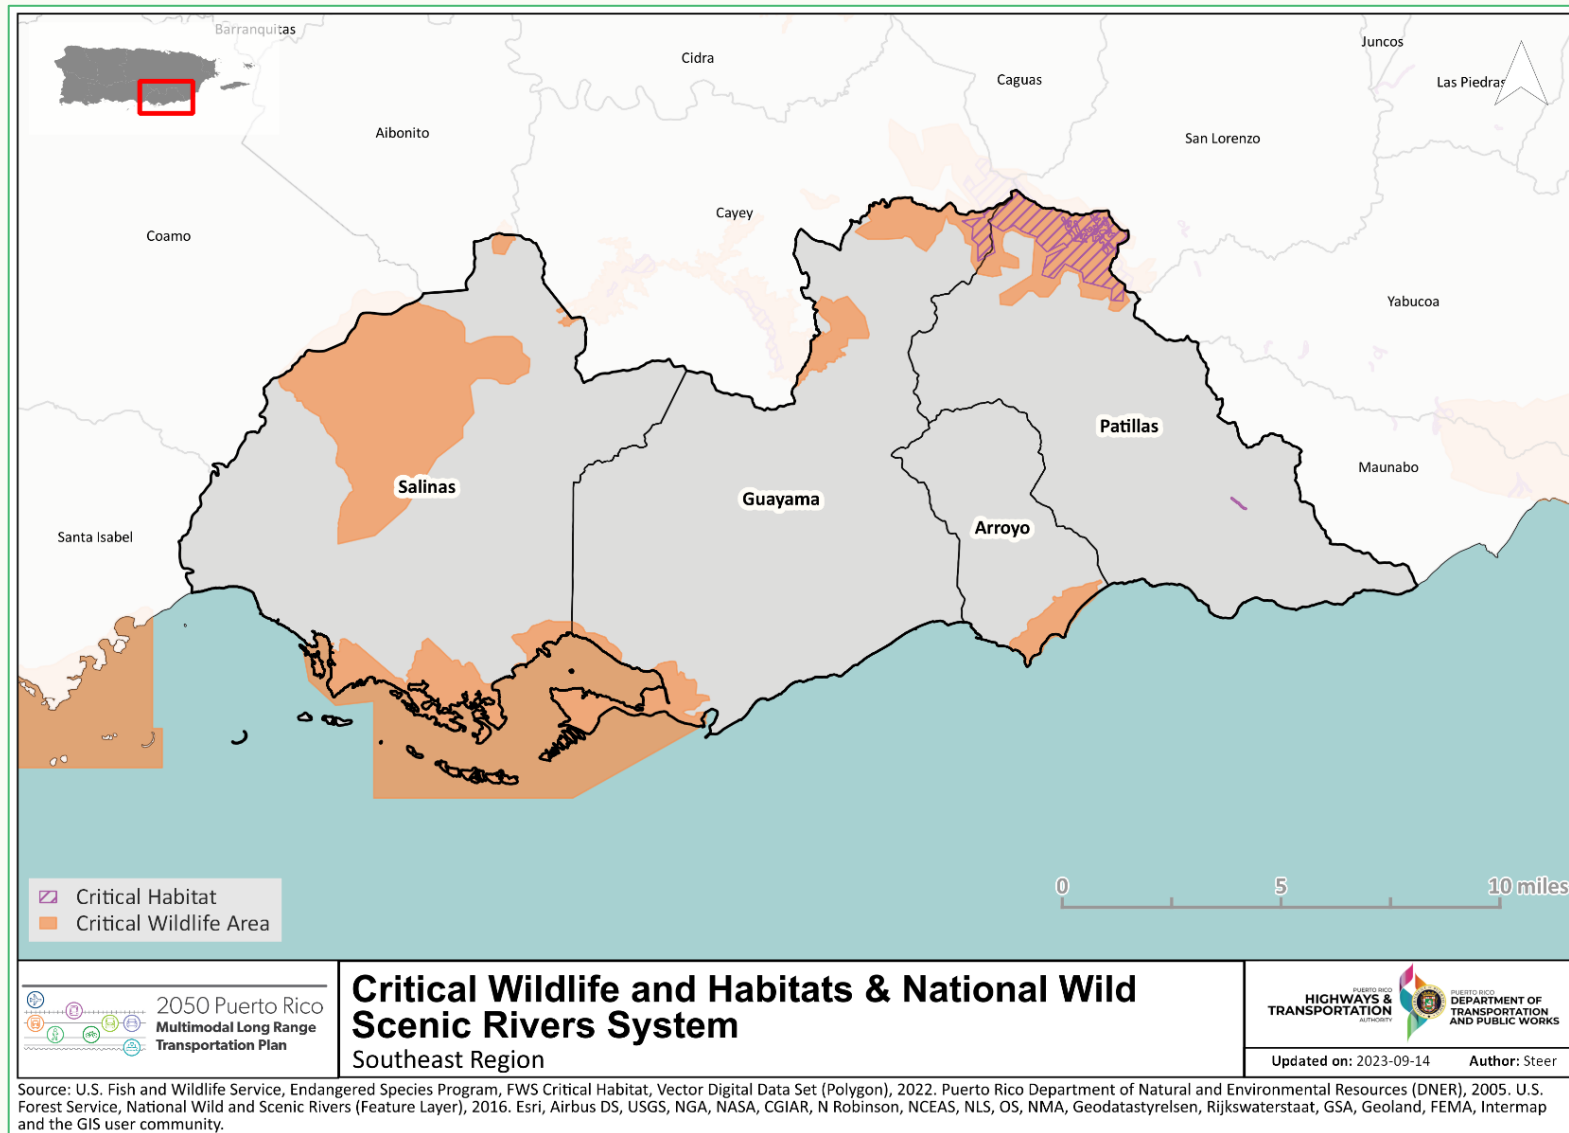 Barranquitas
Cidra
Juncos
Caguas
Las Piedras
Aibonito
San Lorenzo
Cayey
Coamo
Yabucoa
Patillas
Maunabo
Salinas
Guayama
Arroyo
Santa Isabel
Critical Habitat
Critical Wildlife Area
0 5 10 miles
2050 Puerto Rico
Multimodal Long Range
Transportation Plan
Critical Wildlife and Habitats & National Wild
Scenic Rivers System
Southeast Region
PUERTO RICO
HIGHWAYS &
TRANSPORTATION
AUTHORITY
PUERTO RICO
DEPARTMENT OF
TRANSPORTATION
AND PUBLIC WORKS
Updated on: 2023-09-14 Author: Steer
Source: U.S. Fish and Wildlife Service, Endangered Species Program, FWS Critical Habitat, Vector Digital Data Set (Polygon), 2022. Puerto Rico Department of Natural and Environmental Resources (DNER), 2005. U.S.
Forest Service, National Wild and Scenic Rivers (Feature Layer), 2016. Esri, Airbus DS, USGS, NGA, NASA, CGIAR, N Robinson, NCEAS, NLS, OS, NMA, Geodatastyrelsen, Rijkswaterstaat, GSA, Geoland, FEMA, Intermap
and the GIS user community.